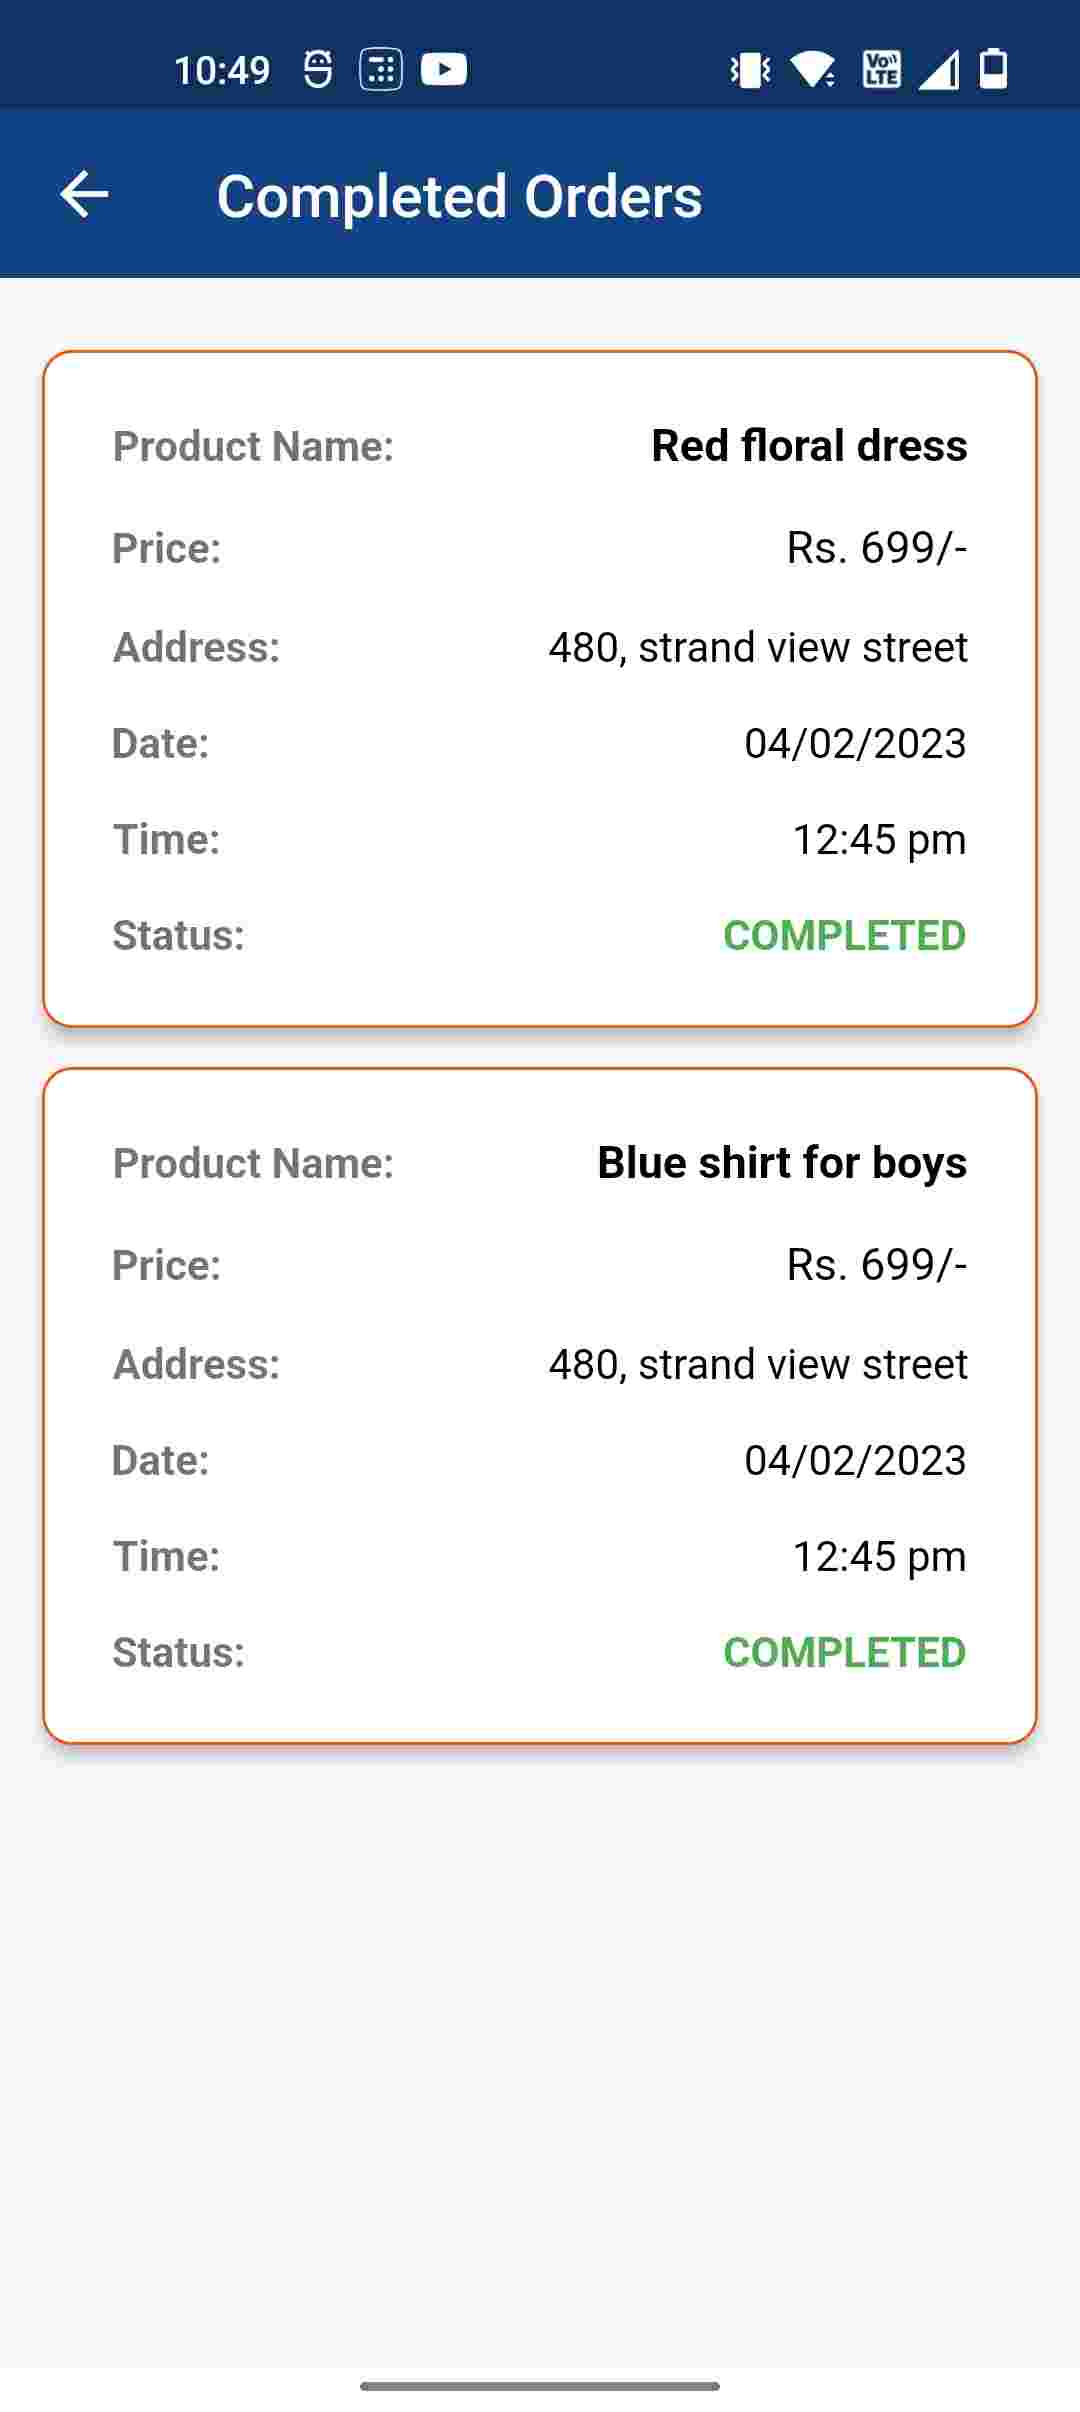 10:49
Vo))
LTE
Completed Orders
Product Name: Red floral dress
Price: Rs. 699/-
Address: 480, strand view street
Date: 04/02/2023
Time: 12:45 pm
Status: COMPLETED
Product Name: Blue shirt for boys
Price: Rs. 699/-
Address: 480, strand view street
Date: 04/02/2023
Time: 12:45 pm
Status: COMPLETED